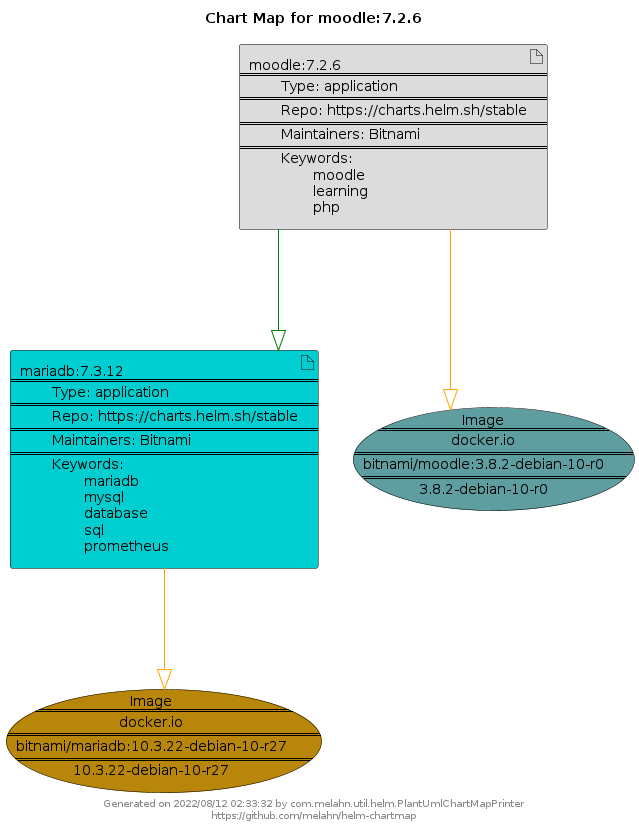 Chart Map for moodle:7.2.6
moodle:7.2.6
Type: application
Repo: https://charts.helm.sh/stable
Maintainers: Bitnami
Keywords:
moodle
learning
php
mariadb:7.3.12
Type: application
Repo: https://charts.helm.sh/stable
Maintainers: Bitnami
Keywords:
mariadb
mysql
database
sql
prometheus
Image
docker.io
bitnami/moodle:3.8.2-debian-10-r0
3.8.2-debian-10-r0
Image
docker.io
bitnami/mariadb:10.3.22-debian-10-r27
10.3.22-debian-10-r27
Generated on 2022/08/12 02:33:32 by com.melahn.util.helm.PlantUmlChartMapPrinter
https://github.com/melahn/helm-chartmap